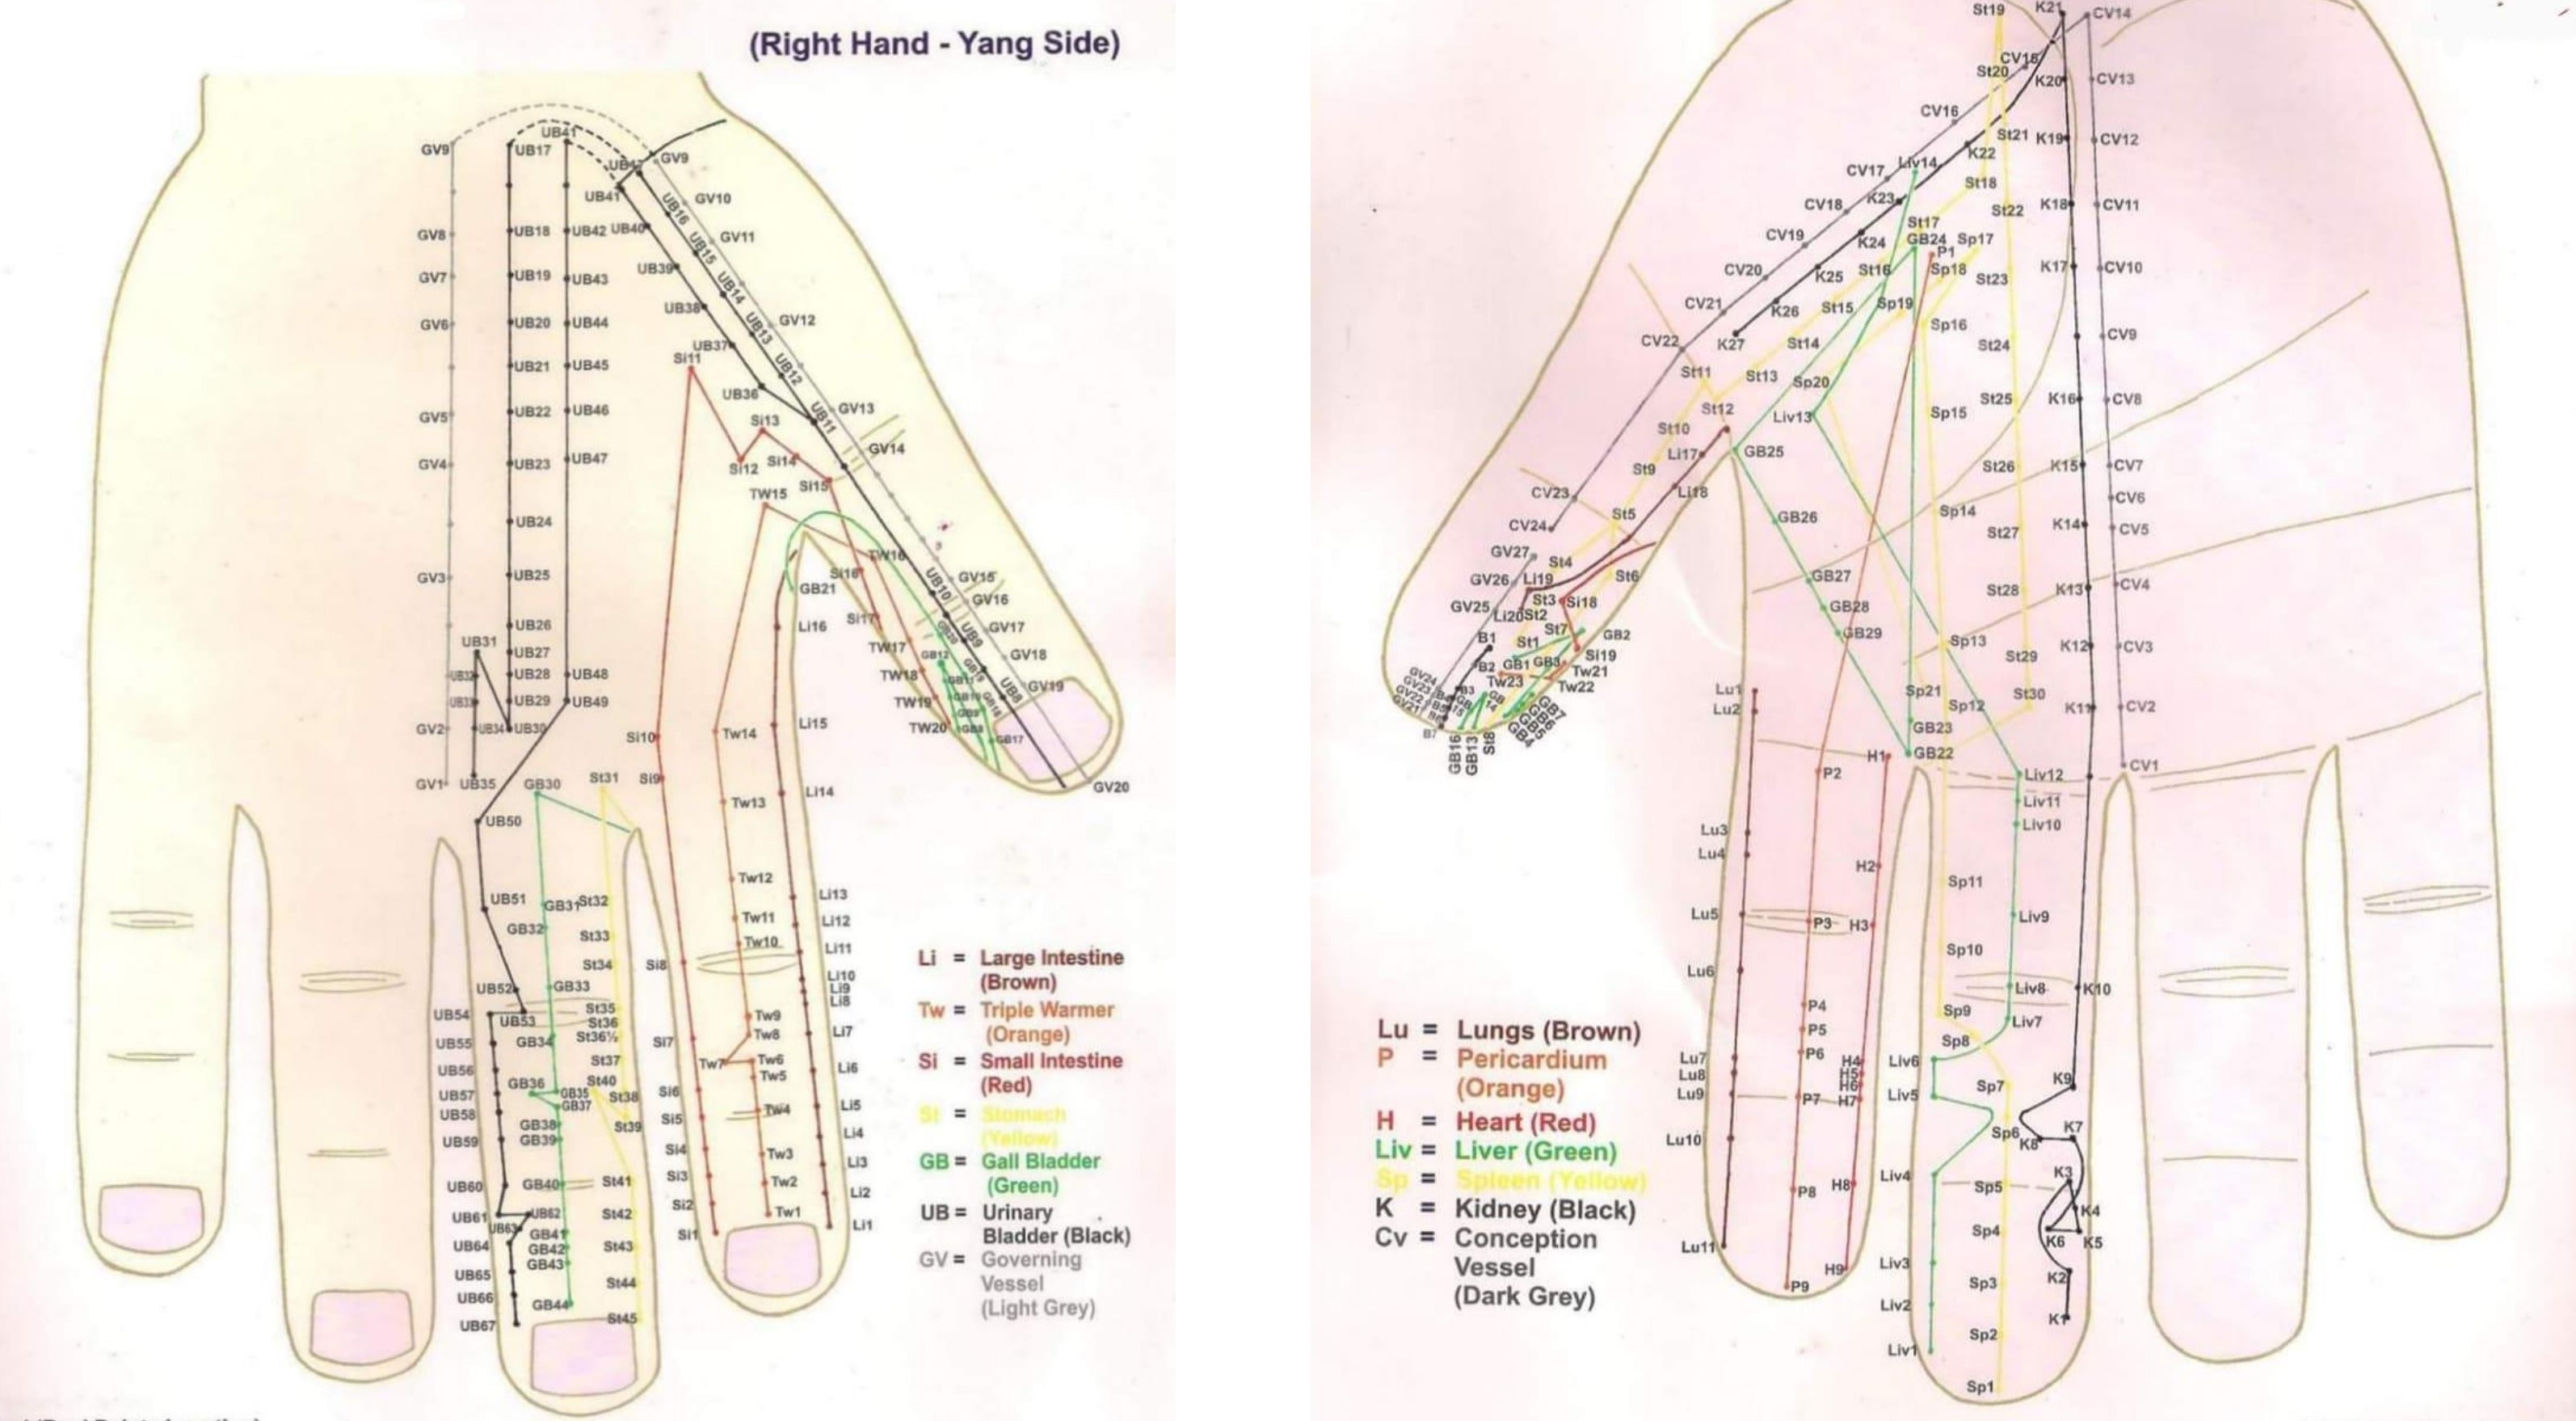 (Right Hand - Yang Side)
GV9
UB17
UB41
UB17
GV9
UB41
GV10
UB16
GV8
UB18
UB42
UB40
GV11
UB15
GV7
UB19
UB43
UB39
UB14
GV6
UB20
UB44
UB38
UB13
GV12
UB37
Si11
UB21
UB45
UB12
UB36
GV5
UB22
UB46
Si13
UB11
GV13
GV4
UB23
UB47
Si12
Si14
GV14
Si15
TW15
UB24
TW16
GV3
UB25
Si16
GB21
UB10
GV15
GV16
UB26
Li16
Si17
UB9
GV17
UB31
UB27
TW17
GB12
GV18
UB32
UB28
UB48
TW18
GB11
GB19
UB8
GV19
UB33
UB29
UB49
TW19
GB10
GB18
GB9
GV2
UB34
UB30
Si10
Tw14
Li15
TW20
GB8
GB17
GV1
UB35
GB30
St31
Si9
GV20
Li14
Tw13
UB50
Tw12
UB51
GB31
St32
Li13
Tw11
Li12
GB32
St33
Tw10
Li11
St34
Si8
Li10
Li9
Li8
UB52
GB33
St35
UB54
UB53
St36
Tw9
Tw8
Li7
UB55
GB34
St36½
Si7
St37
Tw7
Tw6
Li6
UB56
Tw5
GB36
St40
UB57
GB35
St38
Si6
GB37
UB58
Tw4
Li5
Si5
GB38
St39
UB59
GB39
Li4
Si4
Tw3
Li3
UB60
GB40
St41
Si3
Tw2
Li2
Si2
UB61
UB62
St42
Tw1
Li1
UB63
GB41
Si1
UB64
GB42
St43
GB43
UB65
St44
UB66
GB44
St45
UB67
Li = Large Intestine
(Brown)
Tw = Triple Warmer
(Orange)
Si = Small Intestine
(Red)
St = Stomach
(Yellow)
GB = Gall Bladder
(Green)
UB = Urinary
Bladder (Black)
GV = Governing
Vessel
(Light Grey)
St19
K21
CV14
CV15
St20
K20
CV13
CV16
St21
K19
CV12
K22
CV17
Liv14
St18
CV18
K23
St22
K18
CV11
St17
CV19
K24
GB24
Sp17
P1
CV20
K25
St16
Sp18
St23
K17
CV10
CV21
K26
St15
Sp19
Sp16
CV22
K27
St14
St24
CV9
St11
St13
Sp20
St25
K16
CV8
St12
Liv13
Sp15
St10
Li17
GB25
St9
St26
K15
CV7
CV23
Li18
CV6
CV24
St5
GB26
Sp14
St27
K14
CV5
GV27
St4
GV26
Li19
St6
GB27
St28
K13
CV4
GV25
Li20
St3
St2
Si18
GB28
B1
St1
St7
GB2
GB29
Sp13
K12
CV3
B2
GB1
GB3
Si19
St29
Tw23
Tw21
Tw22
GV24
GV23
GV22
GV21
B3
B4
B5
B6
B7
GB
15
GB
14
GB7
GB6
GB5
GB4
GB16
GB13
St8
Lu1
Sp21
St30
Lu2
Sp12
K11
CV2
GB23
H1
GB22
P2
Liv12
CV1
Liv11
Lu3
Liv10
Lu4
H2
Sp11
Lu5
P3
H3
Liv9
Sp10
Lu6
Liv8
K10
P4
Sp9
P5
Liv7
Lu7
P6
H4
Sp8
Lu8
H5
Liv6
H6
Sp7
K9
Lu9
P7
H7
Liv5
Lu10
Sp6
K8
K7
Liv4
K3
P8
H8
Sp5
K4
Sp4
K6
K5
Lu11
Liv3
H9
P9
Sp3
K2
Liv2
K1
Sp2
Liv1
Sp1
Lu = Lungs (Brown)
P = Pericardium
(Orange)
H = Heart (Red)
Liv = Liver (Green)
Sp = Spleen (Yellow)
K = Kidney (Black)
Cv = Conception
Vessel
(Dark Grey)